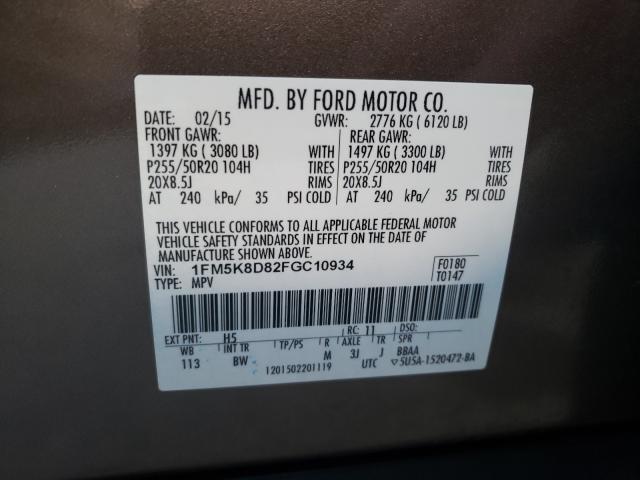 MFD. BY FORD MOTOR CO.
DATE: 02/15 GVWR: 2776 KG ( 6120 LB)
FRONT GAWR: REAR GAWR:
1397 KG ( 3080 LB) WITH 1497 KG ( 3300 LB) WITH
P255/50R20 104H TIRES P255/50R20 104H TIRES
20X8.5J RIMS 20X8.5J RIMS
AT 240 kPa/ 35 PSI COLD AT 240 kPa/ 35 PSI COLD
THIS VEHICLE CONFORMS TO ALL APPLICABLE FEDERAL MOTOR
VEHICLE SAFETY STANDARDS IN EFFECT ON THE DATE OF
MANUFACTURE SHOWN ABOVE.
VIN: 1FM5K8D82FGC10934 F0180
TYPE: MPV T0147
EXT PNT: H5 RC: 11 DSO:
WB INT TR TP/PS R AXLE TR SPR
113 BW M 3J J BBAA
1201502201119 UTC ▽5U5A-1520472-BA